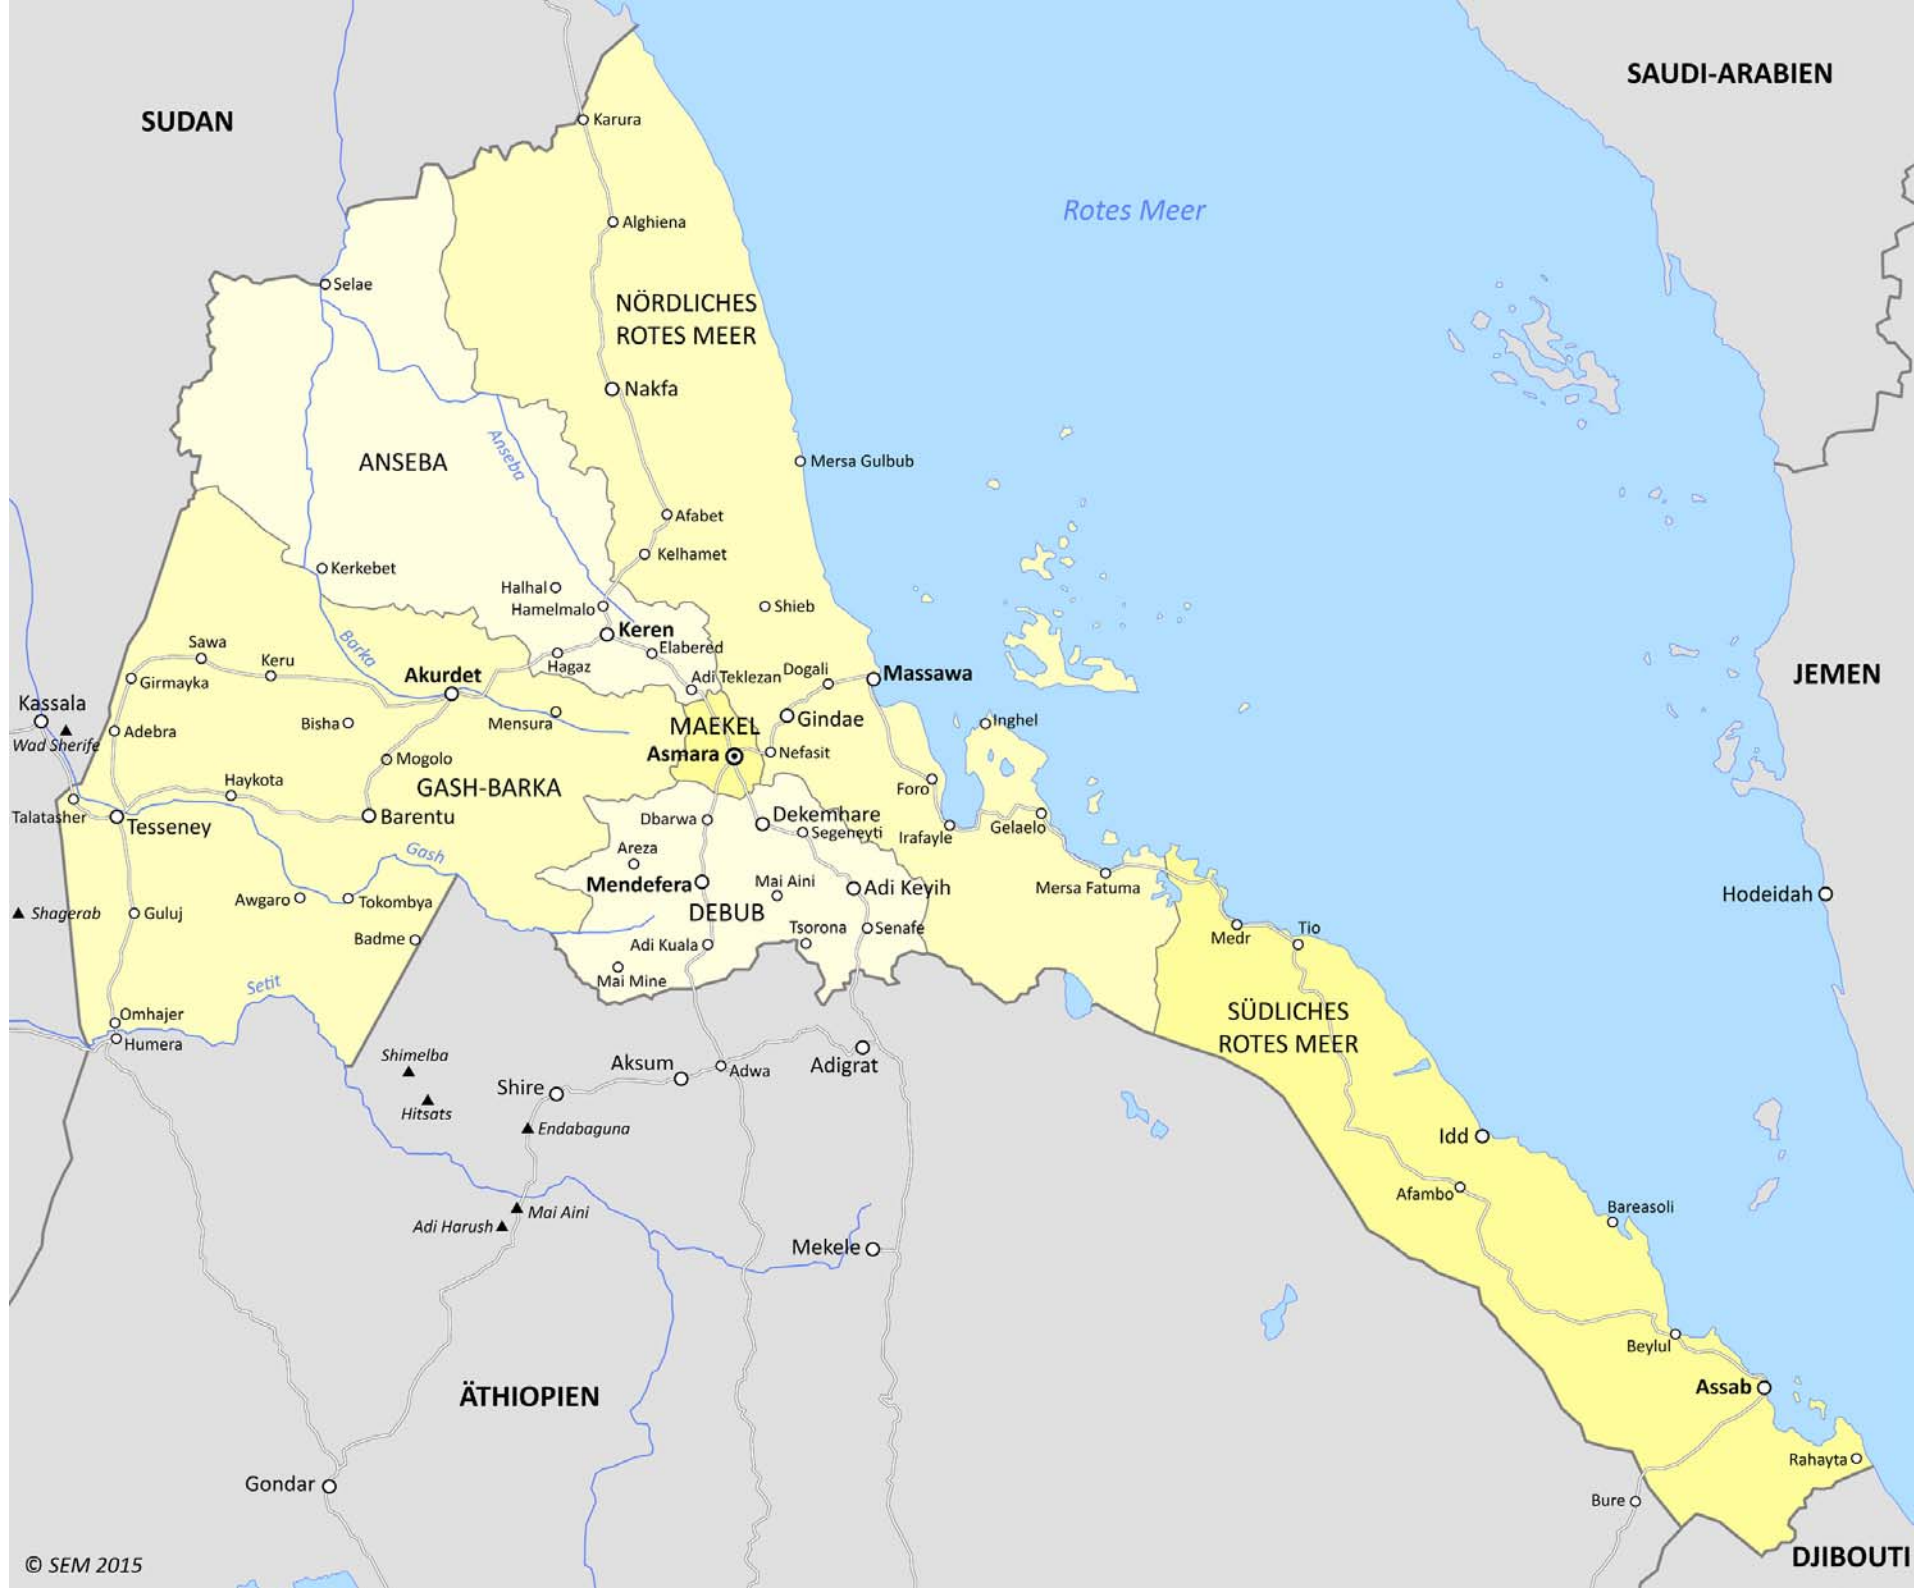 SAUDI-ARABIEN
SUDAN
Karura
Rotes Meer
Alghiena
Selae
NÖRDLICHES
ROTES MEER
Nakfa
ANSEBA
Anseba
Mersa Gulbub
Afabet
Kelhamet
Kerkebet
Halhal
Hamelmalo
Shieb
Keren
Elabered
Barka
Sawa
Keru
Hagaz
Akurdet
Adi Teklezan
Dogali
Massawa
JEMEN
Girmayka
Kassala
Wad Sherife
Adebra
Bisha
Mensura
MAEKEL
Gindae
Inghel
Asmara
Nefasit
Mogolo
Haykota
GASH-BARKA
Foro
Talatasher
Tesseney
Barentu
Dbarwa
Dekemhare
Segeneyti
Irafayle
Gelaelo
Gash
Areza
Mendefera
Mai Aini
Adi Keyih
Mersa Fatuma
Hodeidah
Shagerab
Guluj
Awgaro
Tokombya
DEBUB
Badme
Adi Kuala
Tsorona
Senafe
Medr
Tio
Mai Mine
Setit
Omhajer
Humera
SÜDLICHES
ROTES MEER
Shimelba
Hitsats
Shire
Aksum
Adwa
Adigrat
Endabaguna
Idd
Afambo
Bareasoli
Mai Aini
Adi Harush
Mekele
Beylul
Assab
ÄTHIOPIEN
Gondar
Rahayta
Bure
© SEM 2015
DJIBOUTI